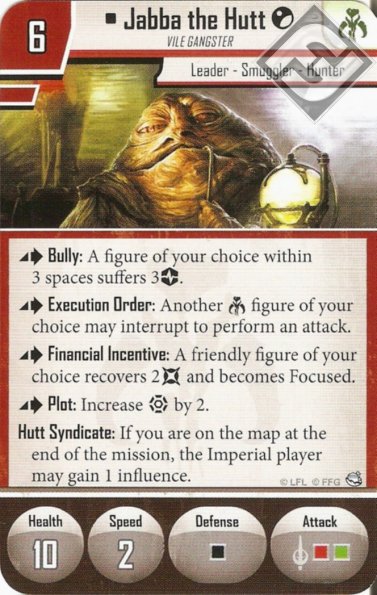 6
Jabba the Hutt
VILE GANGSTER
Leader - Smuggler - Hunter
Bully: A figure of your choice within
3 spaces suffers 3.
Execution Order: Another figure of your
choice may interrupt to perform an attack.
Financial Incentive: A friendly figure of your
choice recovers 2 and becomes Focused.
Plot: Increase by 2.
Hutt Syndicate: If you are on the map at the
end of the mission, the Imperial player
may gain 1 influence.
© LFL © FFG
Health Speed Defense Attack
10 2